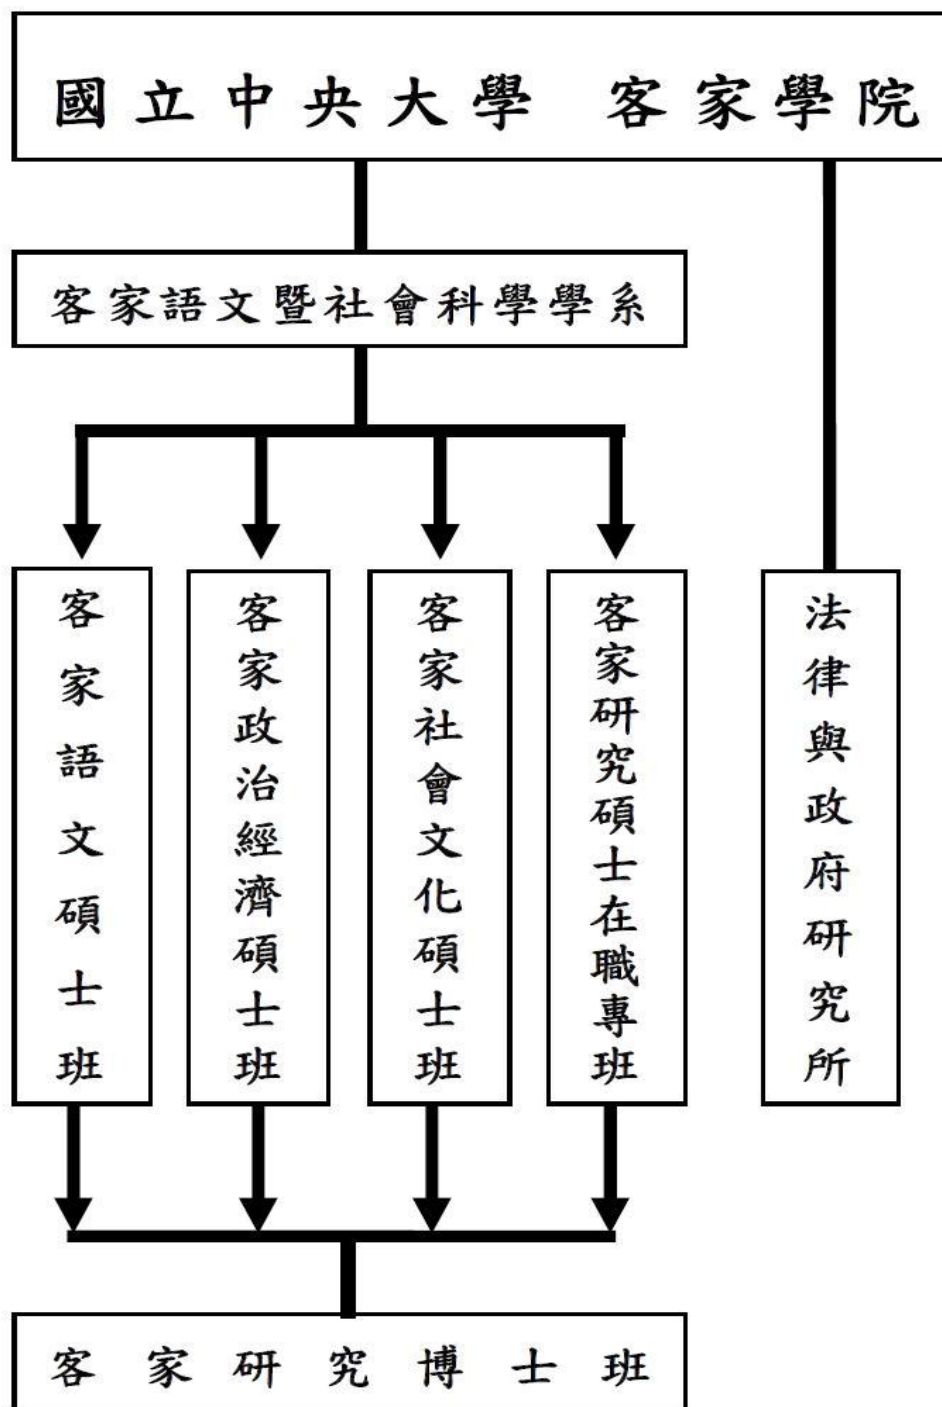 國立中央大學 客家學院
客家語文暨社會科學學系
客家語文碩士班
客家政治經濟碩士班
客家社會文化碩士班
客家研究碩士在職專班
法律與政府研究所
客家研究博士班